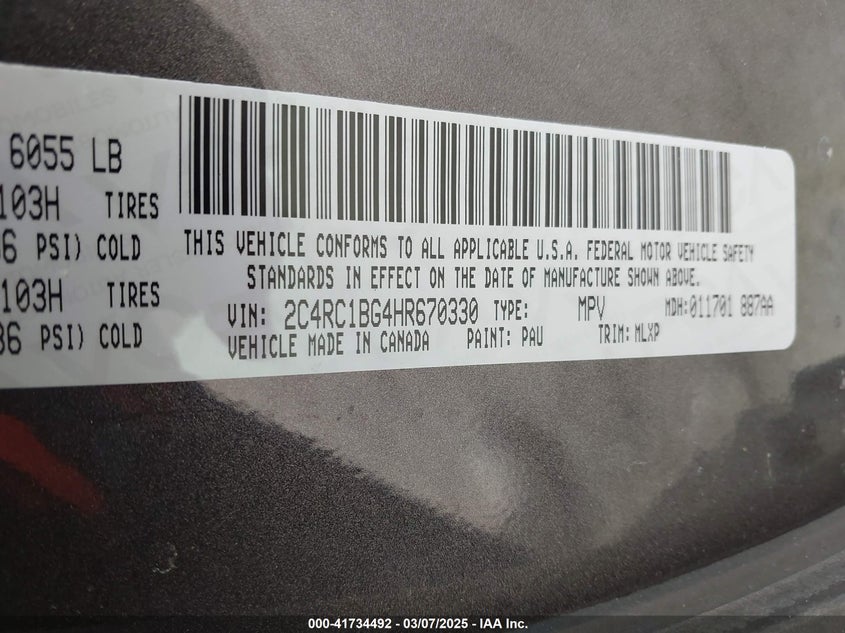 6055 LB
103H TIRES
36 PSI) COLD
103H TIRES
36 PSI) COLD
THIS VEHICLE CONFORMS TO ALL APPLICABLE U.S.A. FEDERAL MOTOR VEHICLE SAFETY
STANDARDS IN EFFECT ON THE DATE OF MANUFACTURE SHOWN ABOVE.
VIN: 2C4RC1BG4HR670330 TYPE: MPV MDH:011701 887AA
VEHICLE MADE IN CANADA PAINT: PAU TRIM: MLXP
000-41734492 - 03/07/2025 - IAA Inc.